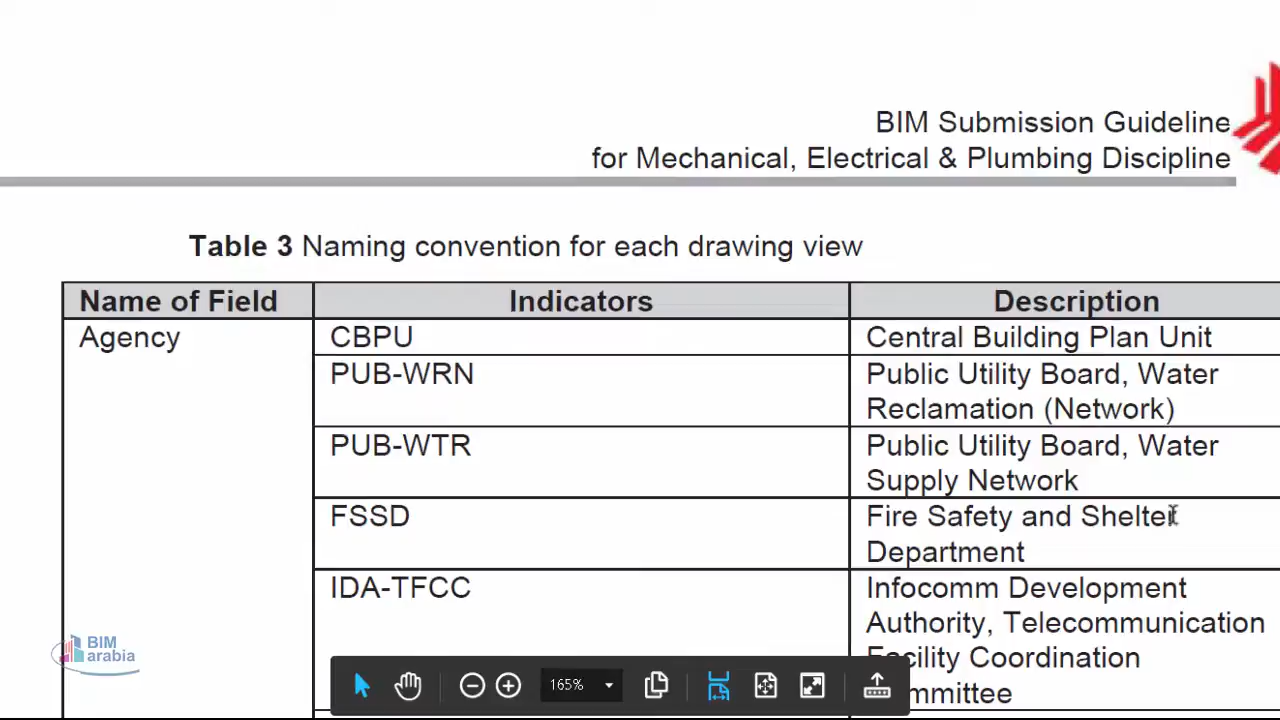 BIM Submission Guideline
for Mechanical, Electrical & Plumbing Discipline
Table 3 Naming convention for each drawing view
Name of Field Indicators Description
Agency CBPU Central Building Plan Unit
PUB-WRN Public Utility Board, Water
Reclamation (Network)
PUB-WTR Public Utility Board, Water
Supply Network
FSSD Fire Safety and Shelter
Department
IDA-TFCC Infocomm Development
Authority, Telecommunication
Facility Coordination
mmittee
BIM
arabia
165%